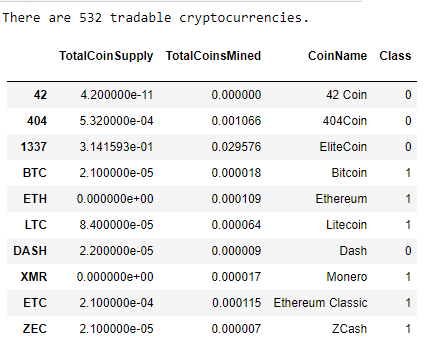 There are 532 tradable cryptocurrencies.
TotalCoinSupply TotalCoinsMined CoinName Class
42 4.200000e-11 0.000000 42 Coin 0
404 5.320000e-04 0.001066 404Coin 0
1337 3.141593e-01 0.029576 EliteCoin 0
BTC 2.100000e-05 0.000018 Bitcoin 1
ETH 0.000000e+00 0.000109 Ethereum 1
LTC 8.400000e-05 0.000064 Litecoin 1
DASH 2.200000e-05 0.000009 Dash 0
XMR 0.000000e+00 0.000017 Monero 1
ETC 2.100000e-04 0.000115 Ethereum Classic 1
ZEC 2.100000e-05 0.000007 ZCash 1